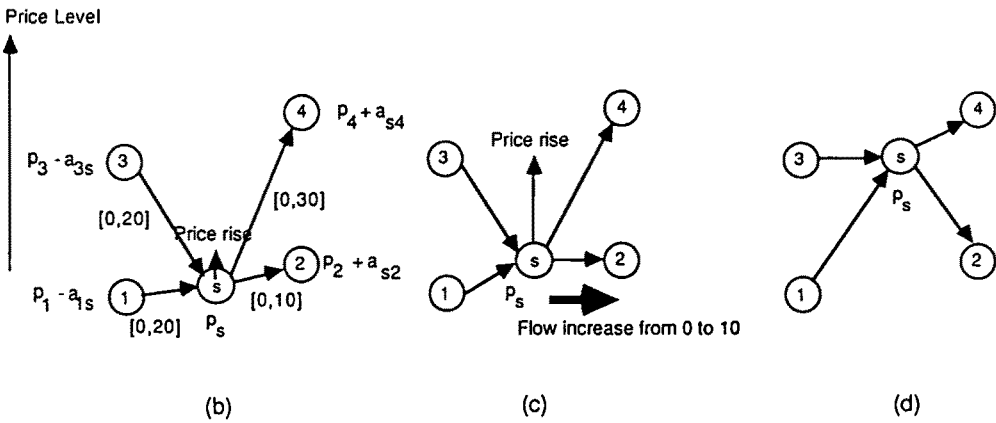 Price Level
4
p4 + as4
p3 - a3s
3
[0,20]
[0,30]
Price rise
s
2
p2 + as2
p1 - a1s
1
[0,20]
[0,10]
ps
(b)
4
Price rise
3
s
2
1
ps
Flow increase from 0 to 10
(c)
4
3
s
ps
2
1
(d)